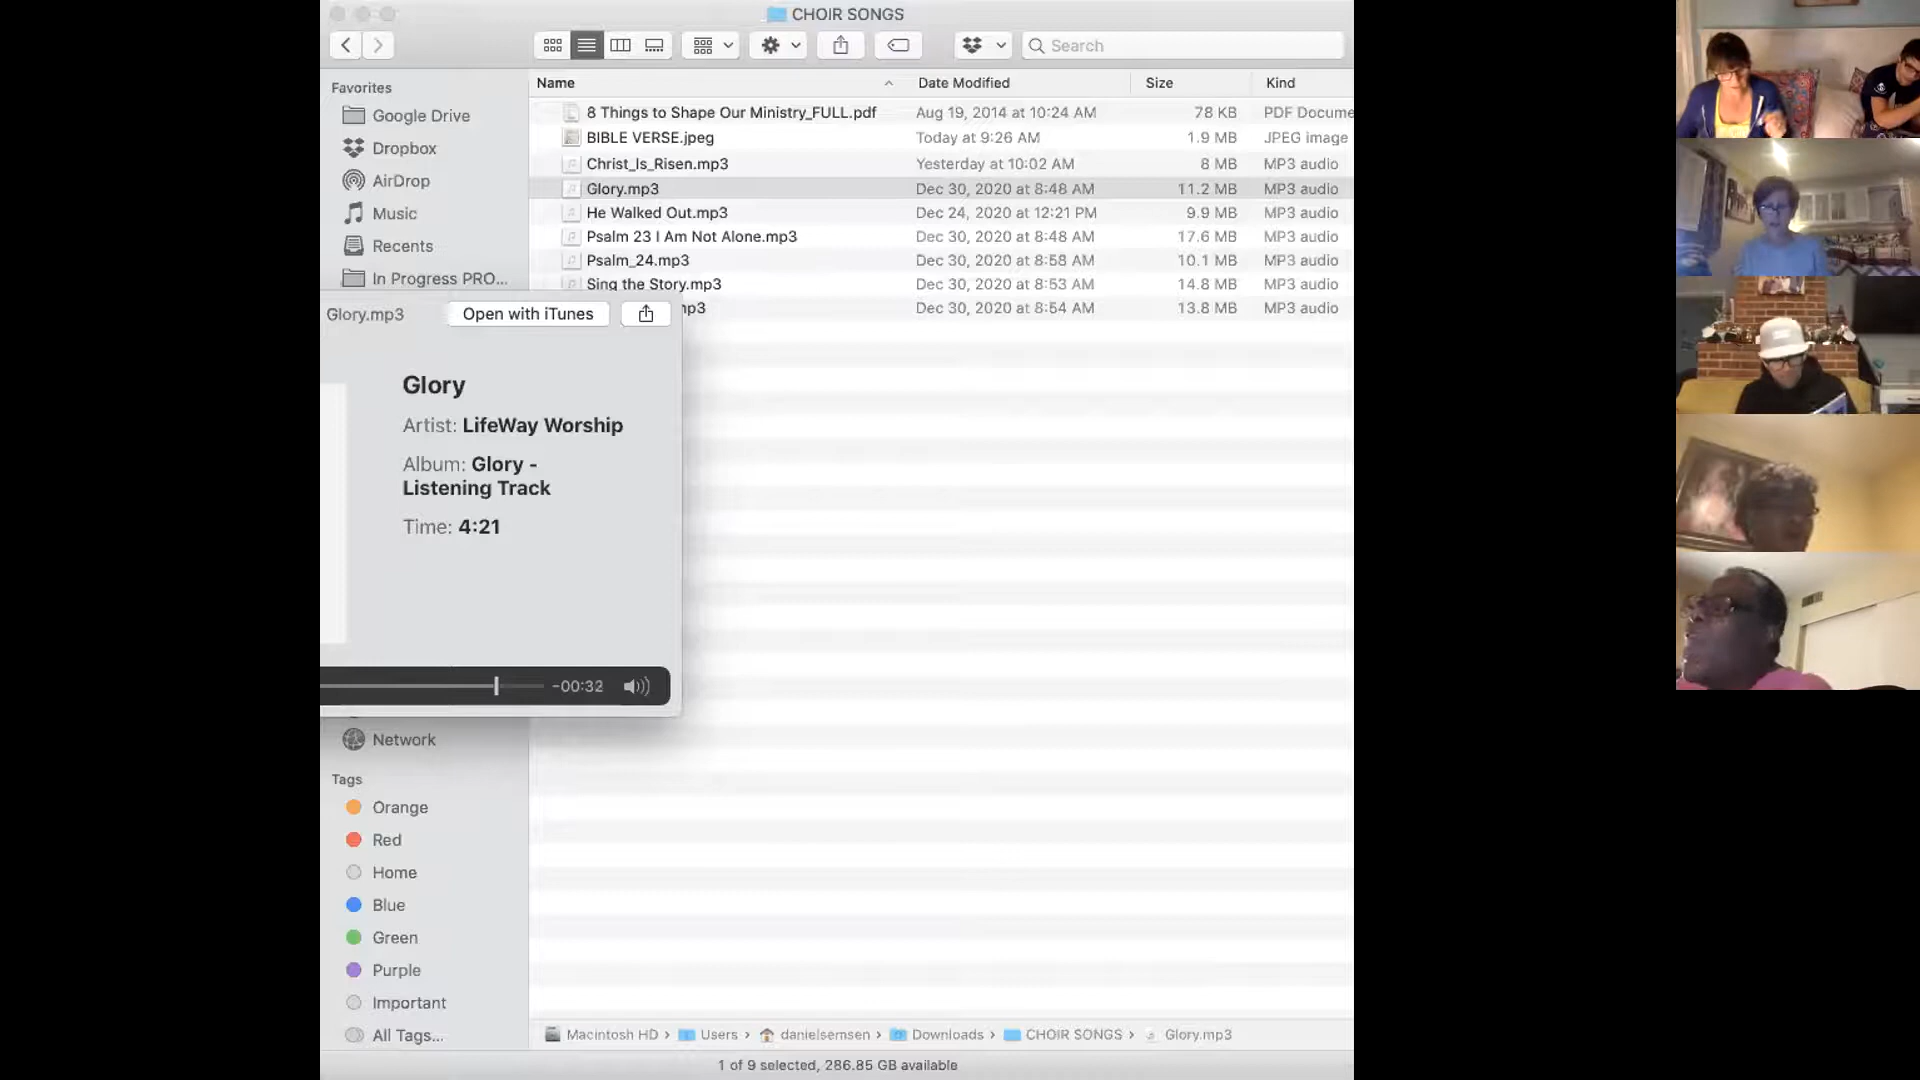 CHOIR SONGS
Search
Favorites
Google Drive
Dropbox
AirDrop
Music
Recents
In Progress PRO...
Name Date Modified Size Kind
8 Things to Shape Our Ministry_FULL.pdf Aug 19, 2014 at 10:24 AM 78 KB PDF Docume
BIBLE VERSE.jpeg Today at 9:26 AM 1.9 MB JPEG image
Christ_Is_Risen.mp3 Yesterday at 10:02 AM 8 MB MP3 audio
Glory.mp3 Dec 30, 2020 at 8:48 AM 11.2 MB MP3 audio
He Walked Out.mp3 Dec 24, 2020 at 12:21 PM 9.9 MB MP3 audio
Psalm 23 I Am Not Alone.mp3 Dec 30, 2020 at 8:48 AM 17.6 MB MP3 audio
Psalm_24.mp3 Dec 30, 2020 at 8:58 AM 10.1 MB MP3 audio
Sing the Story.mp3 Dec 30, 2020 at 8:53 AM 14.8 MB MP3 audio
mp3 Dec 30, 2020 at 8:54 AM 13.8 MB MP3 audio
Glory.mp3 Open with iTunes
Glory
Artist: LifeWay Worship
Album: Glory -
Listening Track
Time: 4:21
-00:32
Network
Tags
Orange
Red
Home
Blue
Green
Purple
Important
All Tags...
Macintosh HD › Users › danielsemsen › Downloads › CHOIR SONGS › Glory.mp3
1 of 9 selected, 286.85 GB available